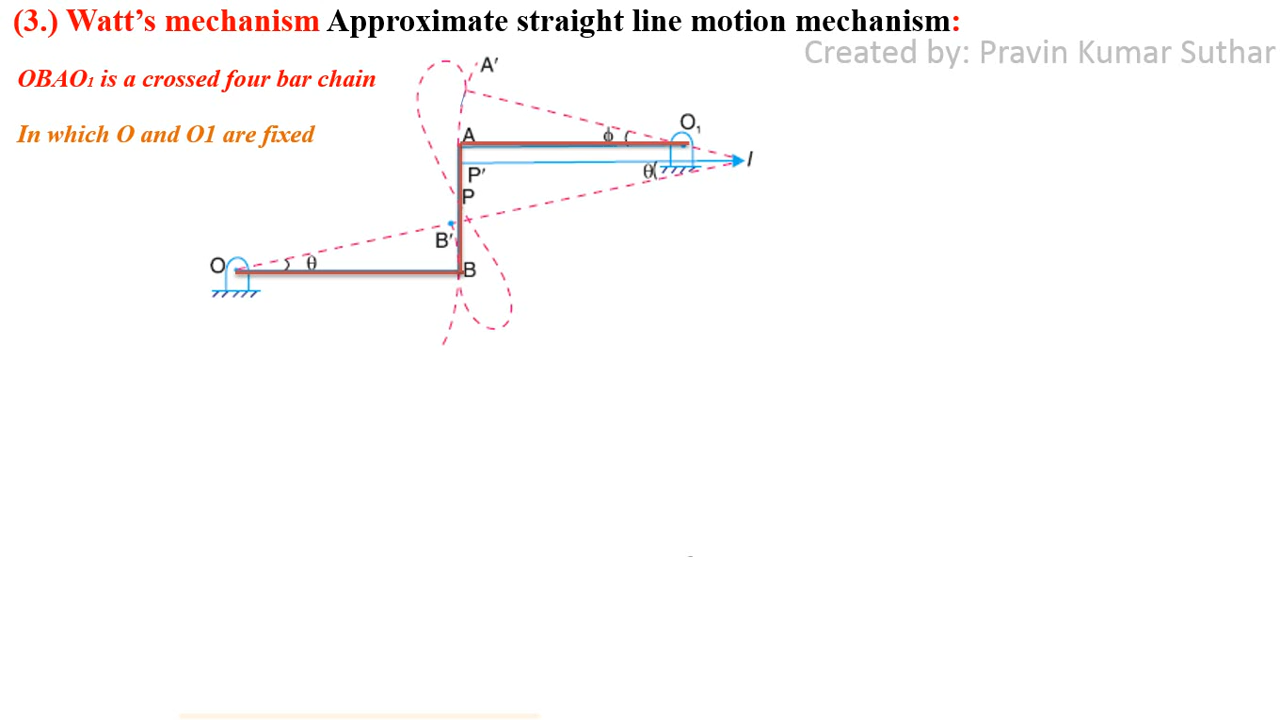 (3.) Watt’s mechanism Approximate straight line motion mechanism:
Created by: Pravin Kumar Suthar
OBAO₁ is a crossed four bar chain
In which O and O1 are fixed
A′
A
ϕ
O₁
I
P′
θ
P
B′
O
θ
B